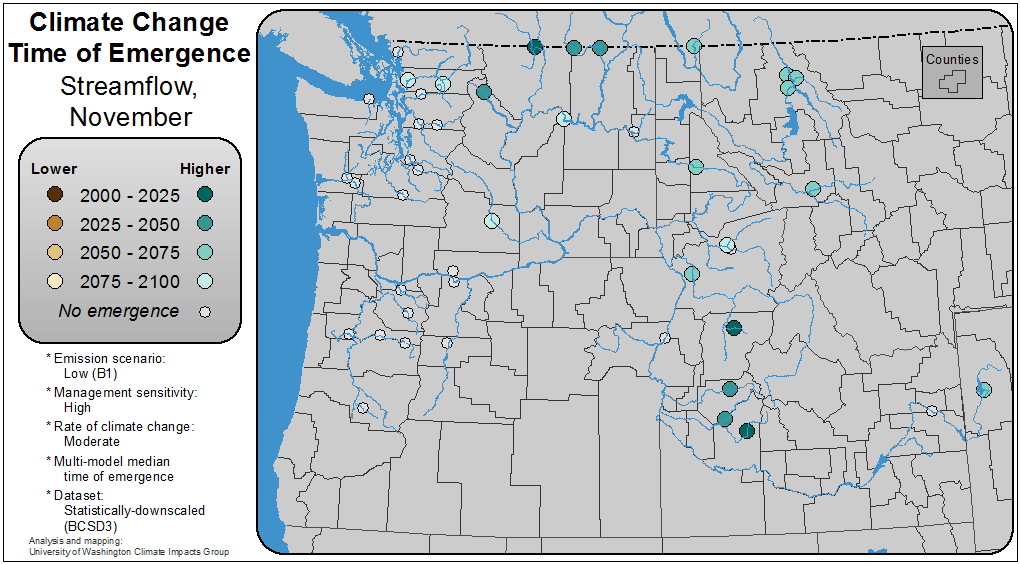 Climate Change
Time of Emergence
Streamflow,
November
Lower Higher
2000 - 2025
2025 - 2050
2050 - 2075
2075 - 2100
No emergence
* Emission scenario:
Low (B1)
* Management sensitivity:
High
* Rate of climate change:
Moderate
* Multi-model median
time of emergence
* Dataset:
Statistically-downscaled
(BCSD3)
Analysis and mapping:
University of Washington Climate Impacts Group
Counties